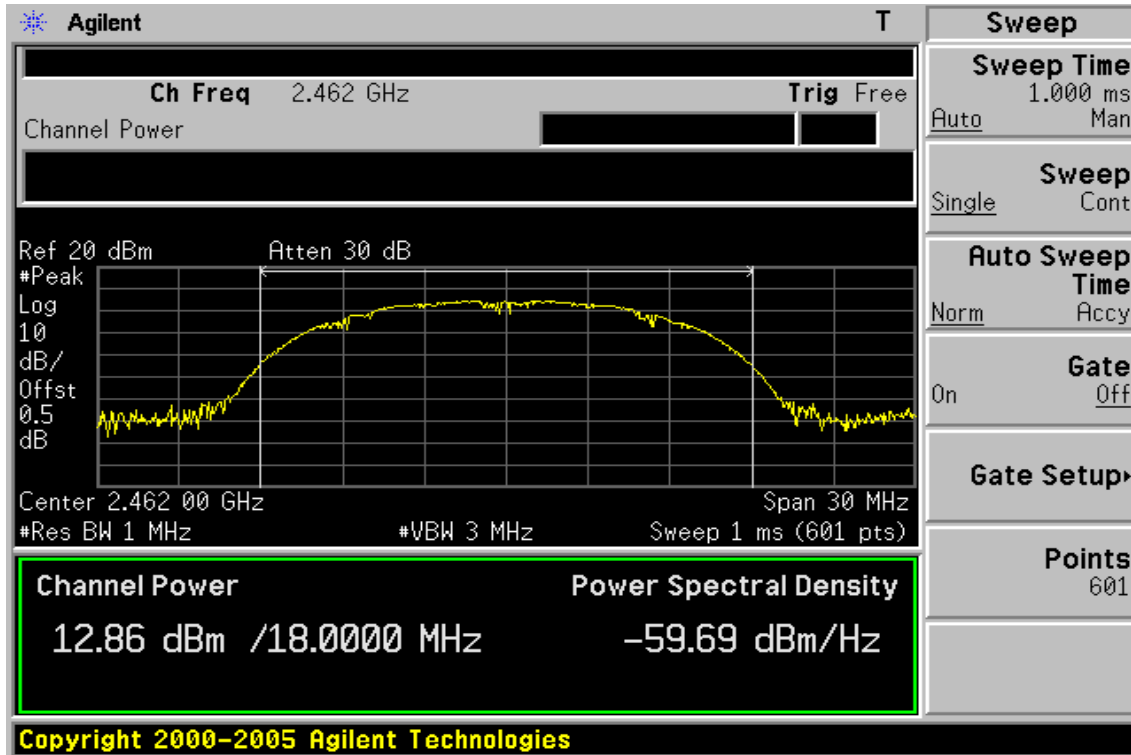 Agilent T
Ch Freq 2.462 GHz Trig Free
Channel Power
Ref 20 dBm Atten 30 dB
#Peak
Log
10
dB/
Offst
0.5
dB
Center 2.462 00 GHz Span 30 MHz
#Res BW 1 MHz #VBW 3 MHz Sweep 1 ms (601 pts)
Channel Power Power Spectral Density
12.86 dBm /18.0000 MHz -59.69 dBm/Hz
Copyright 2000-2005 Agilent Technologies
Sweep
Sweep Time
1.000 ms
Auto Man
Sweep
Single Cont
Auto Sweep
Time
Norm Accy
Gate
On Off
Gate Setup▸
Points
601